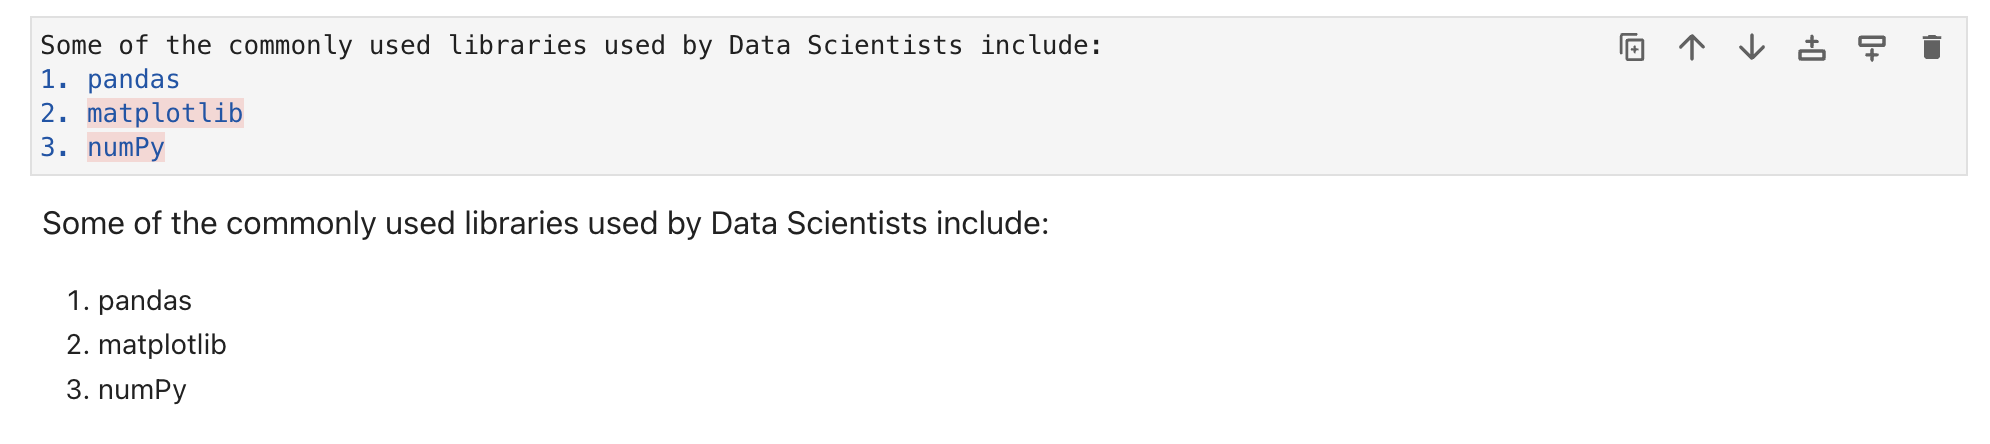 Some of the commonly used libraries used by Data Scientists include:
1. pandas
2. matplotlib
3. numPy
Some of the commonly used libraries used by Data Scientists include:
1. pandas
2. matplotlib
3. numPy